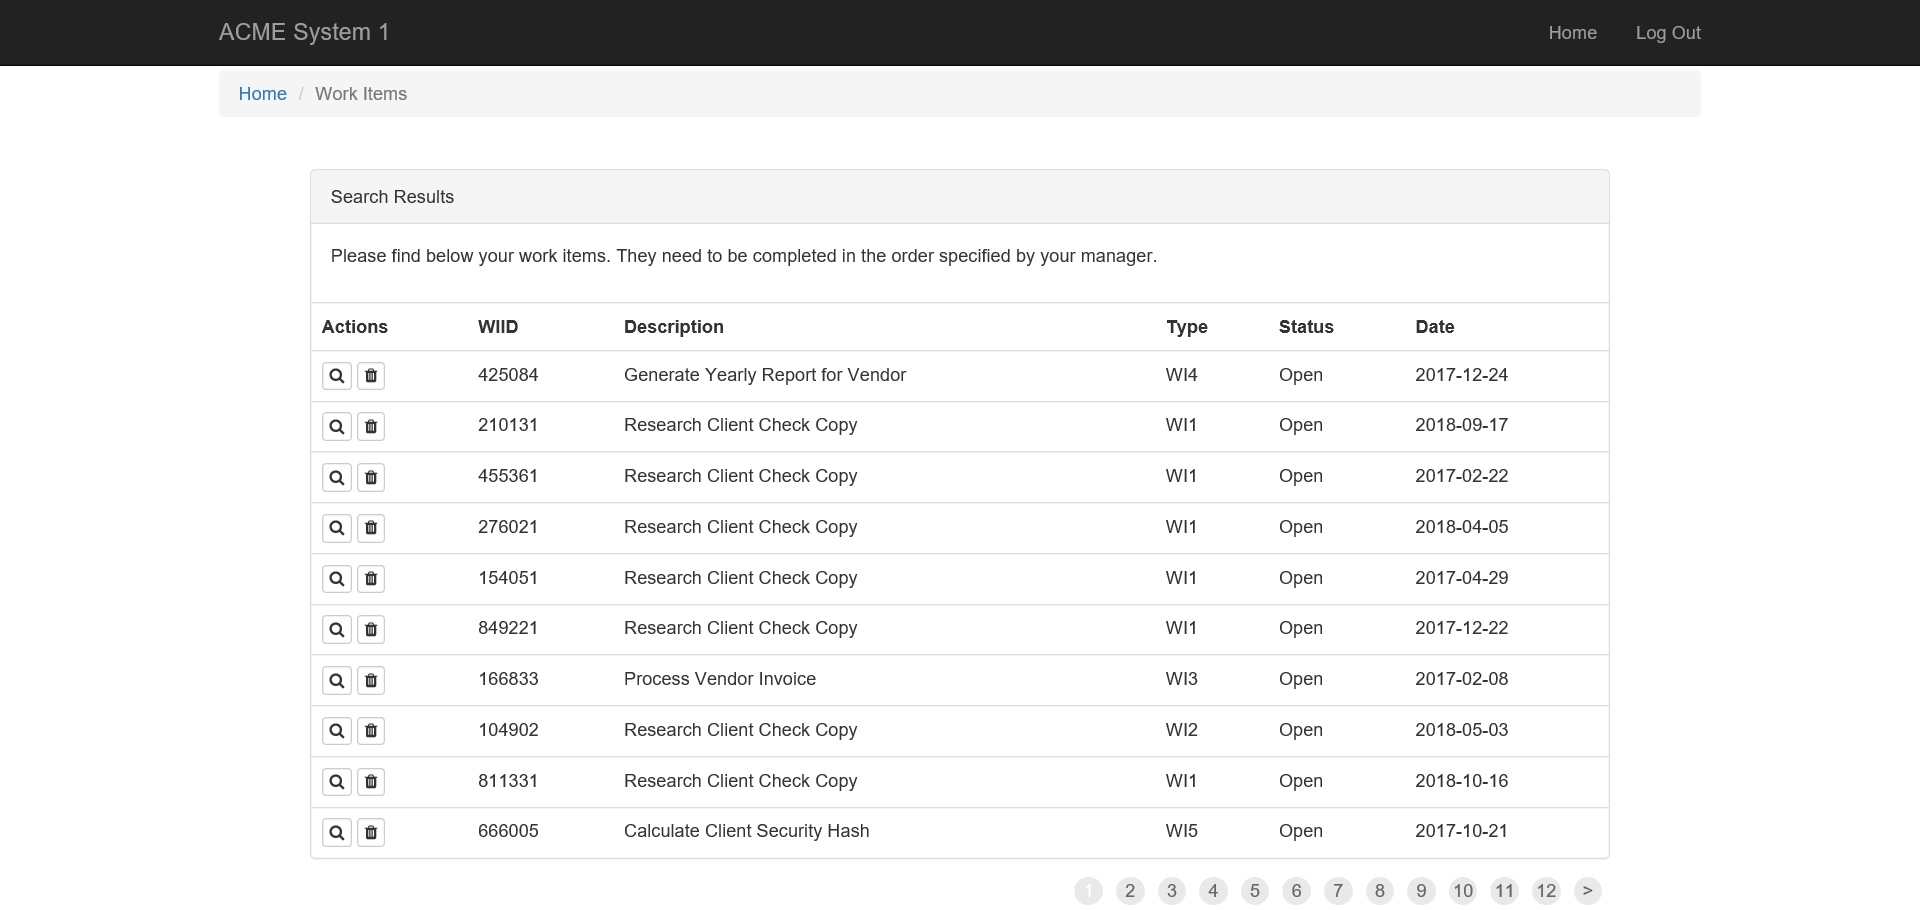 ACME System 1 Home Log Out
Home / Work Items
Search Results
Please find below your work items. They need to be completed in the order specified by your manager.
Actions WIID Description Type Status Date
425084 Generate Yearly Report for Vendor WI4 Open 2017-12-24
210131 Research Client Check Copy WI1 Open 2018-09-17
455361 Research Client Check Copy WI1 Open 2017-02-22
276021 Research Client Check Copy WI1 Open 2018-04-05
154051 Research Client Check Copy WI1 Open 2017-04-29
849221 Research Client Check Copy WI1 Open 2017-12-22
166833 Process Vendor Invoice WI3 Open 2017-02-08
104902 Research Client Check Copy WI2 Open 2018-05-03
811331 Research Client Check Copy WI1 Open 2018-10-16
666005 Calculate Client Security Hash WI5 Open 2017-10-21
1 2 3 4 5 6 7 8 9 10 11 12 >